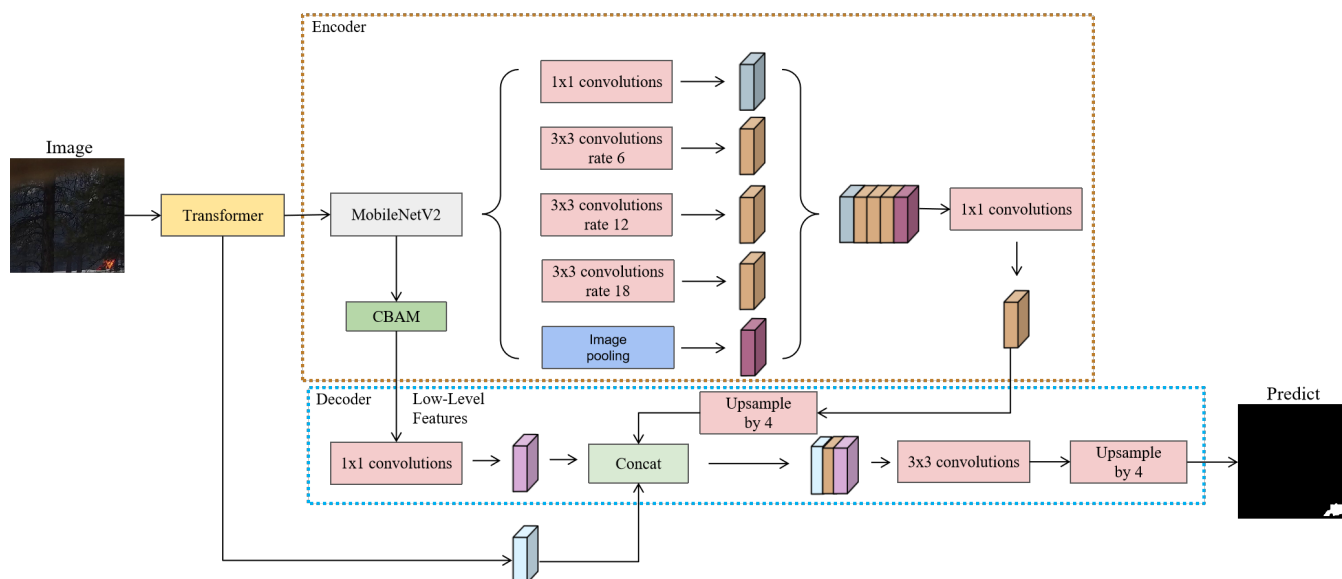 Encoder
1x1 convolutions
3x3 convolutions
rate 6
Image
Transformer
MobileNetV2
3x3 convolutions
rate 12
1x1 convolutions
3x3 convolutions
rate 18
CBAM
Image
pooling
Decoder
Low-Level
Features
Upsample
by 4
Predict
1x1 convolutions
Concat
3x3 convolutions
Upsample
by 4